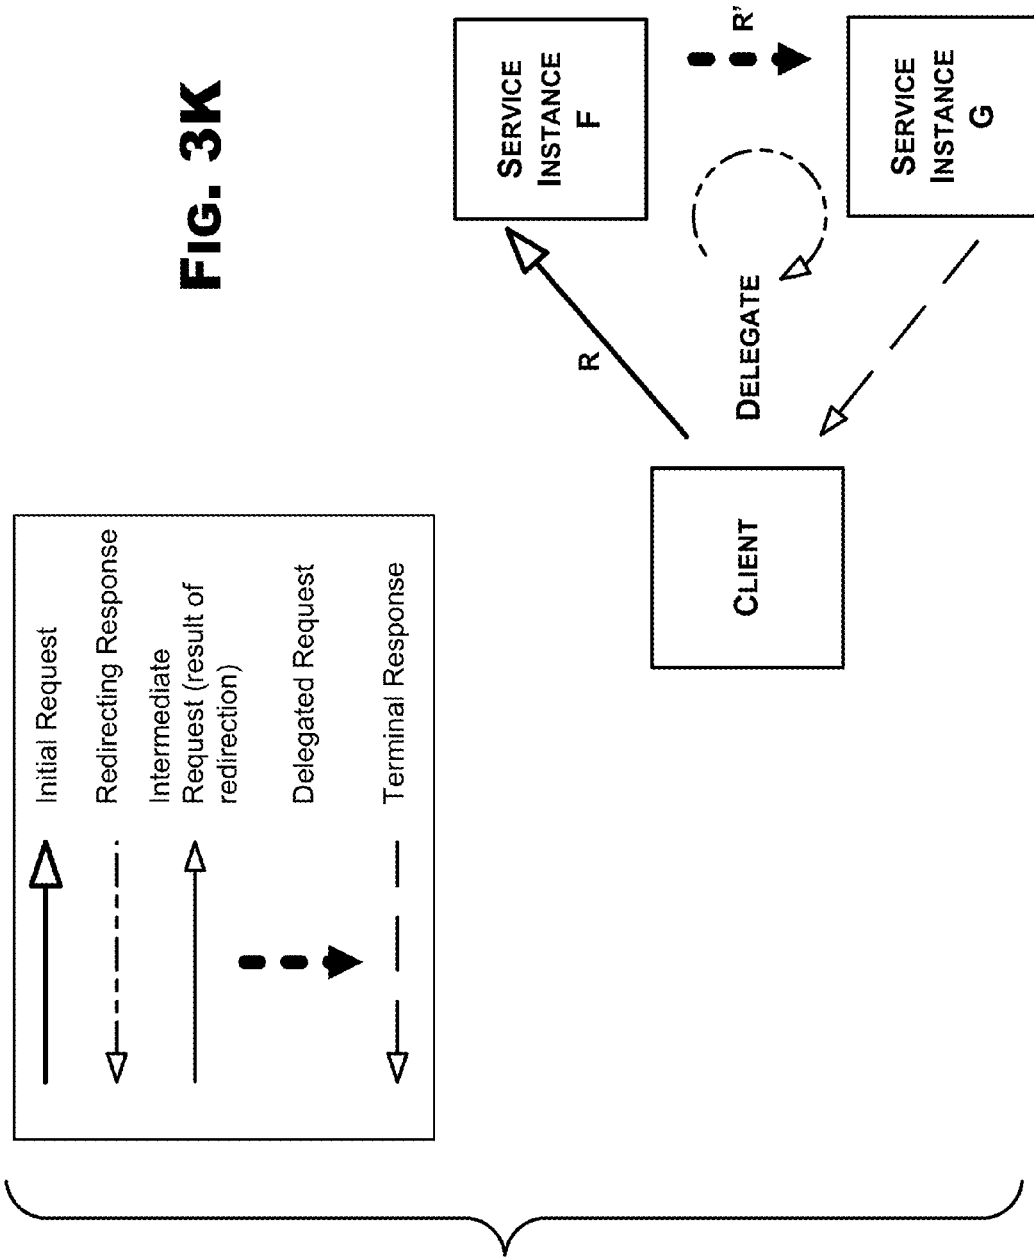 FIG. 3K
Initial Request
Redirecting Response
Intermediate
Request (result of
redirection)
Delegated Request
Terminal Response
R
SERVICE
INSTANCE
F
R'
DELEGATE
CLIENT
SERVICE
INSTANCE
G